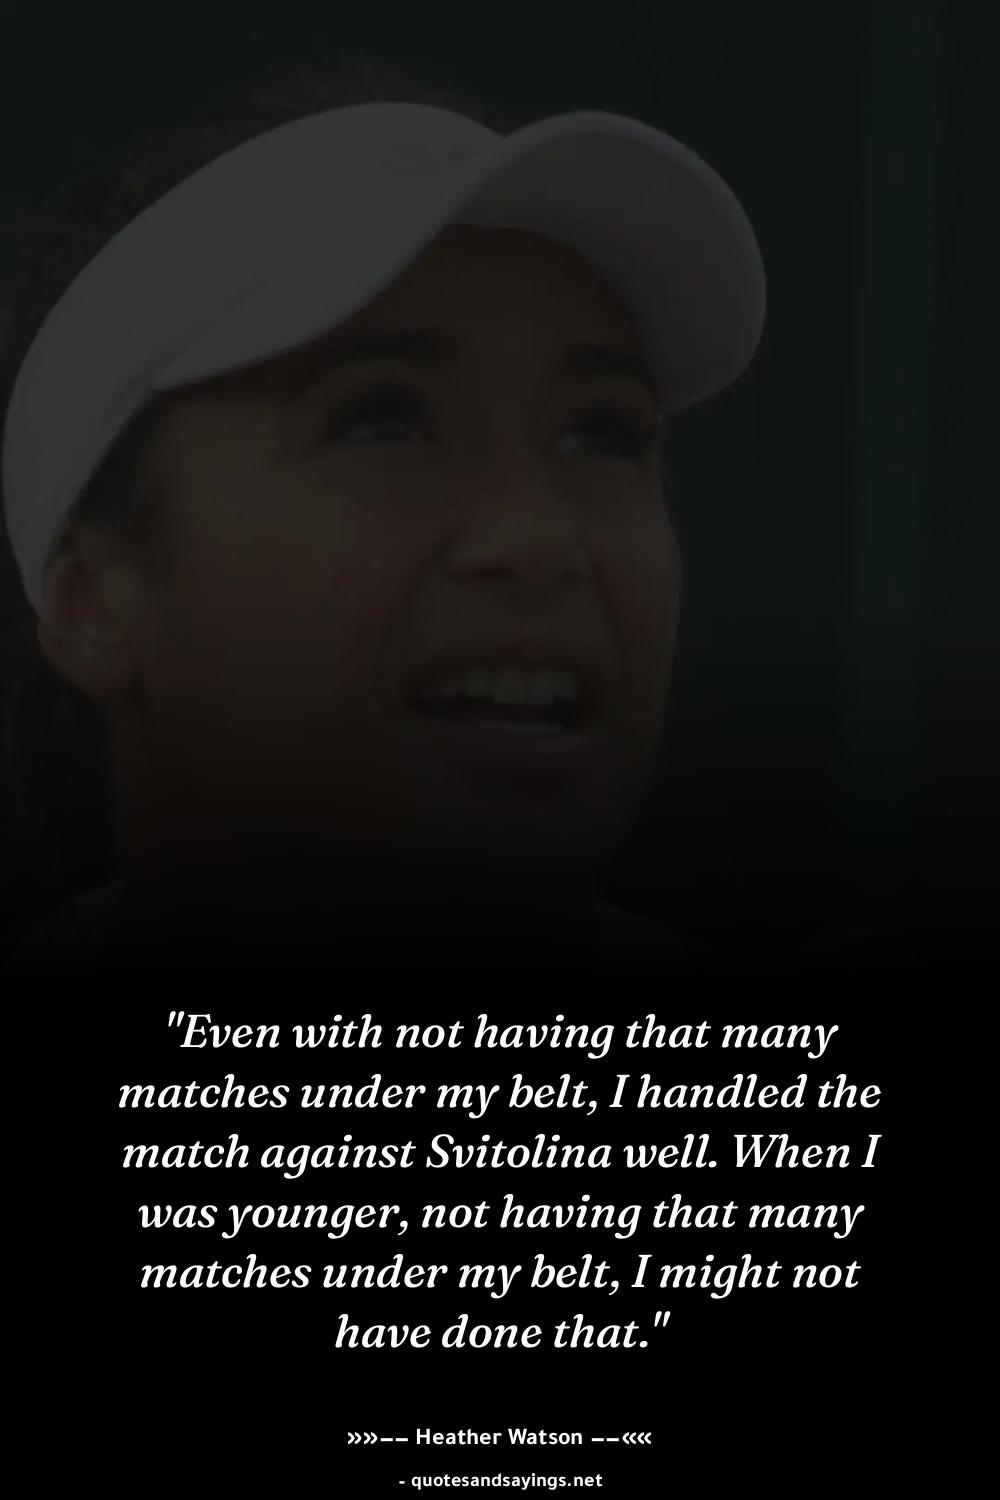 "Even with not having that many
matches under my belt, I handled the
match against Svitolina well. When I
was younger, not having that many
matches under my belt, I might not
have done that."
»»−− Heather Watson −−««
- quotesandsayings.net